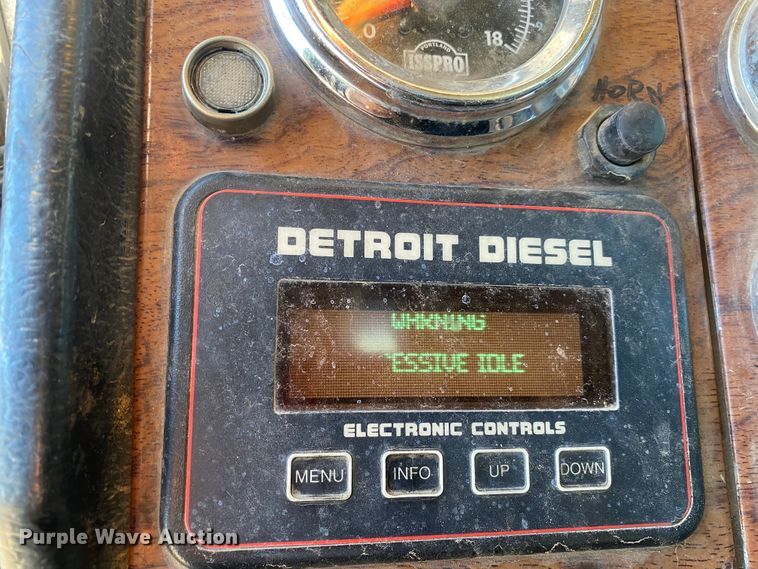 0
18
9
PORTLAND
ISSPRO
HORN
DETROIT DIESEL
WARNING
ESSIVE IDLE
ELECTRONIC CONTROLS
MENU INFO UP DOWN
Purple Wave Auction